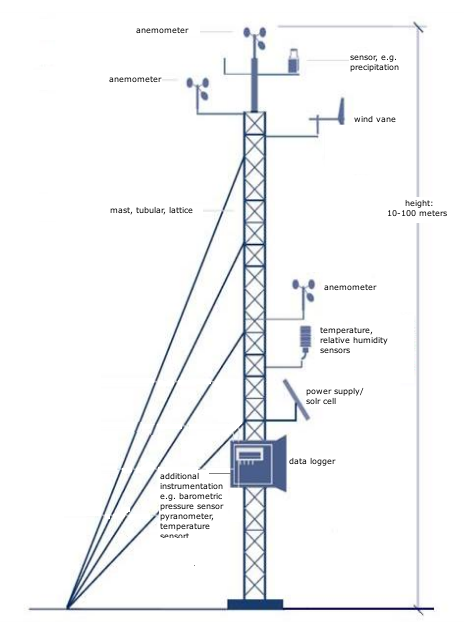 anemometer
sensor, e.g.
precipitation
anemometer
wind vane
mast, tubular, lattice
height:
10-100 meters
anemometer
temperature,
relative humidity
sensors
power supply/
solr cell
data logger
additional
instrumentation
e.g. barometric
pressure sensor
pyranometer,
temperature
sensort